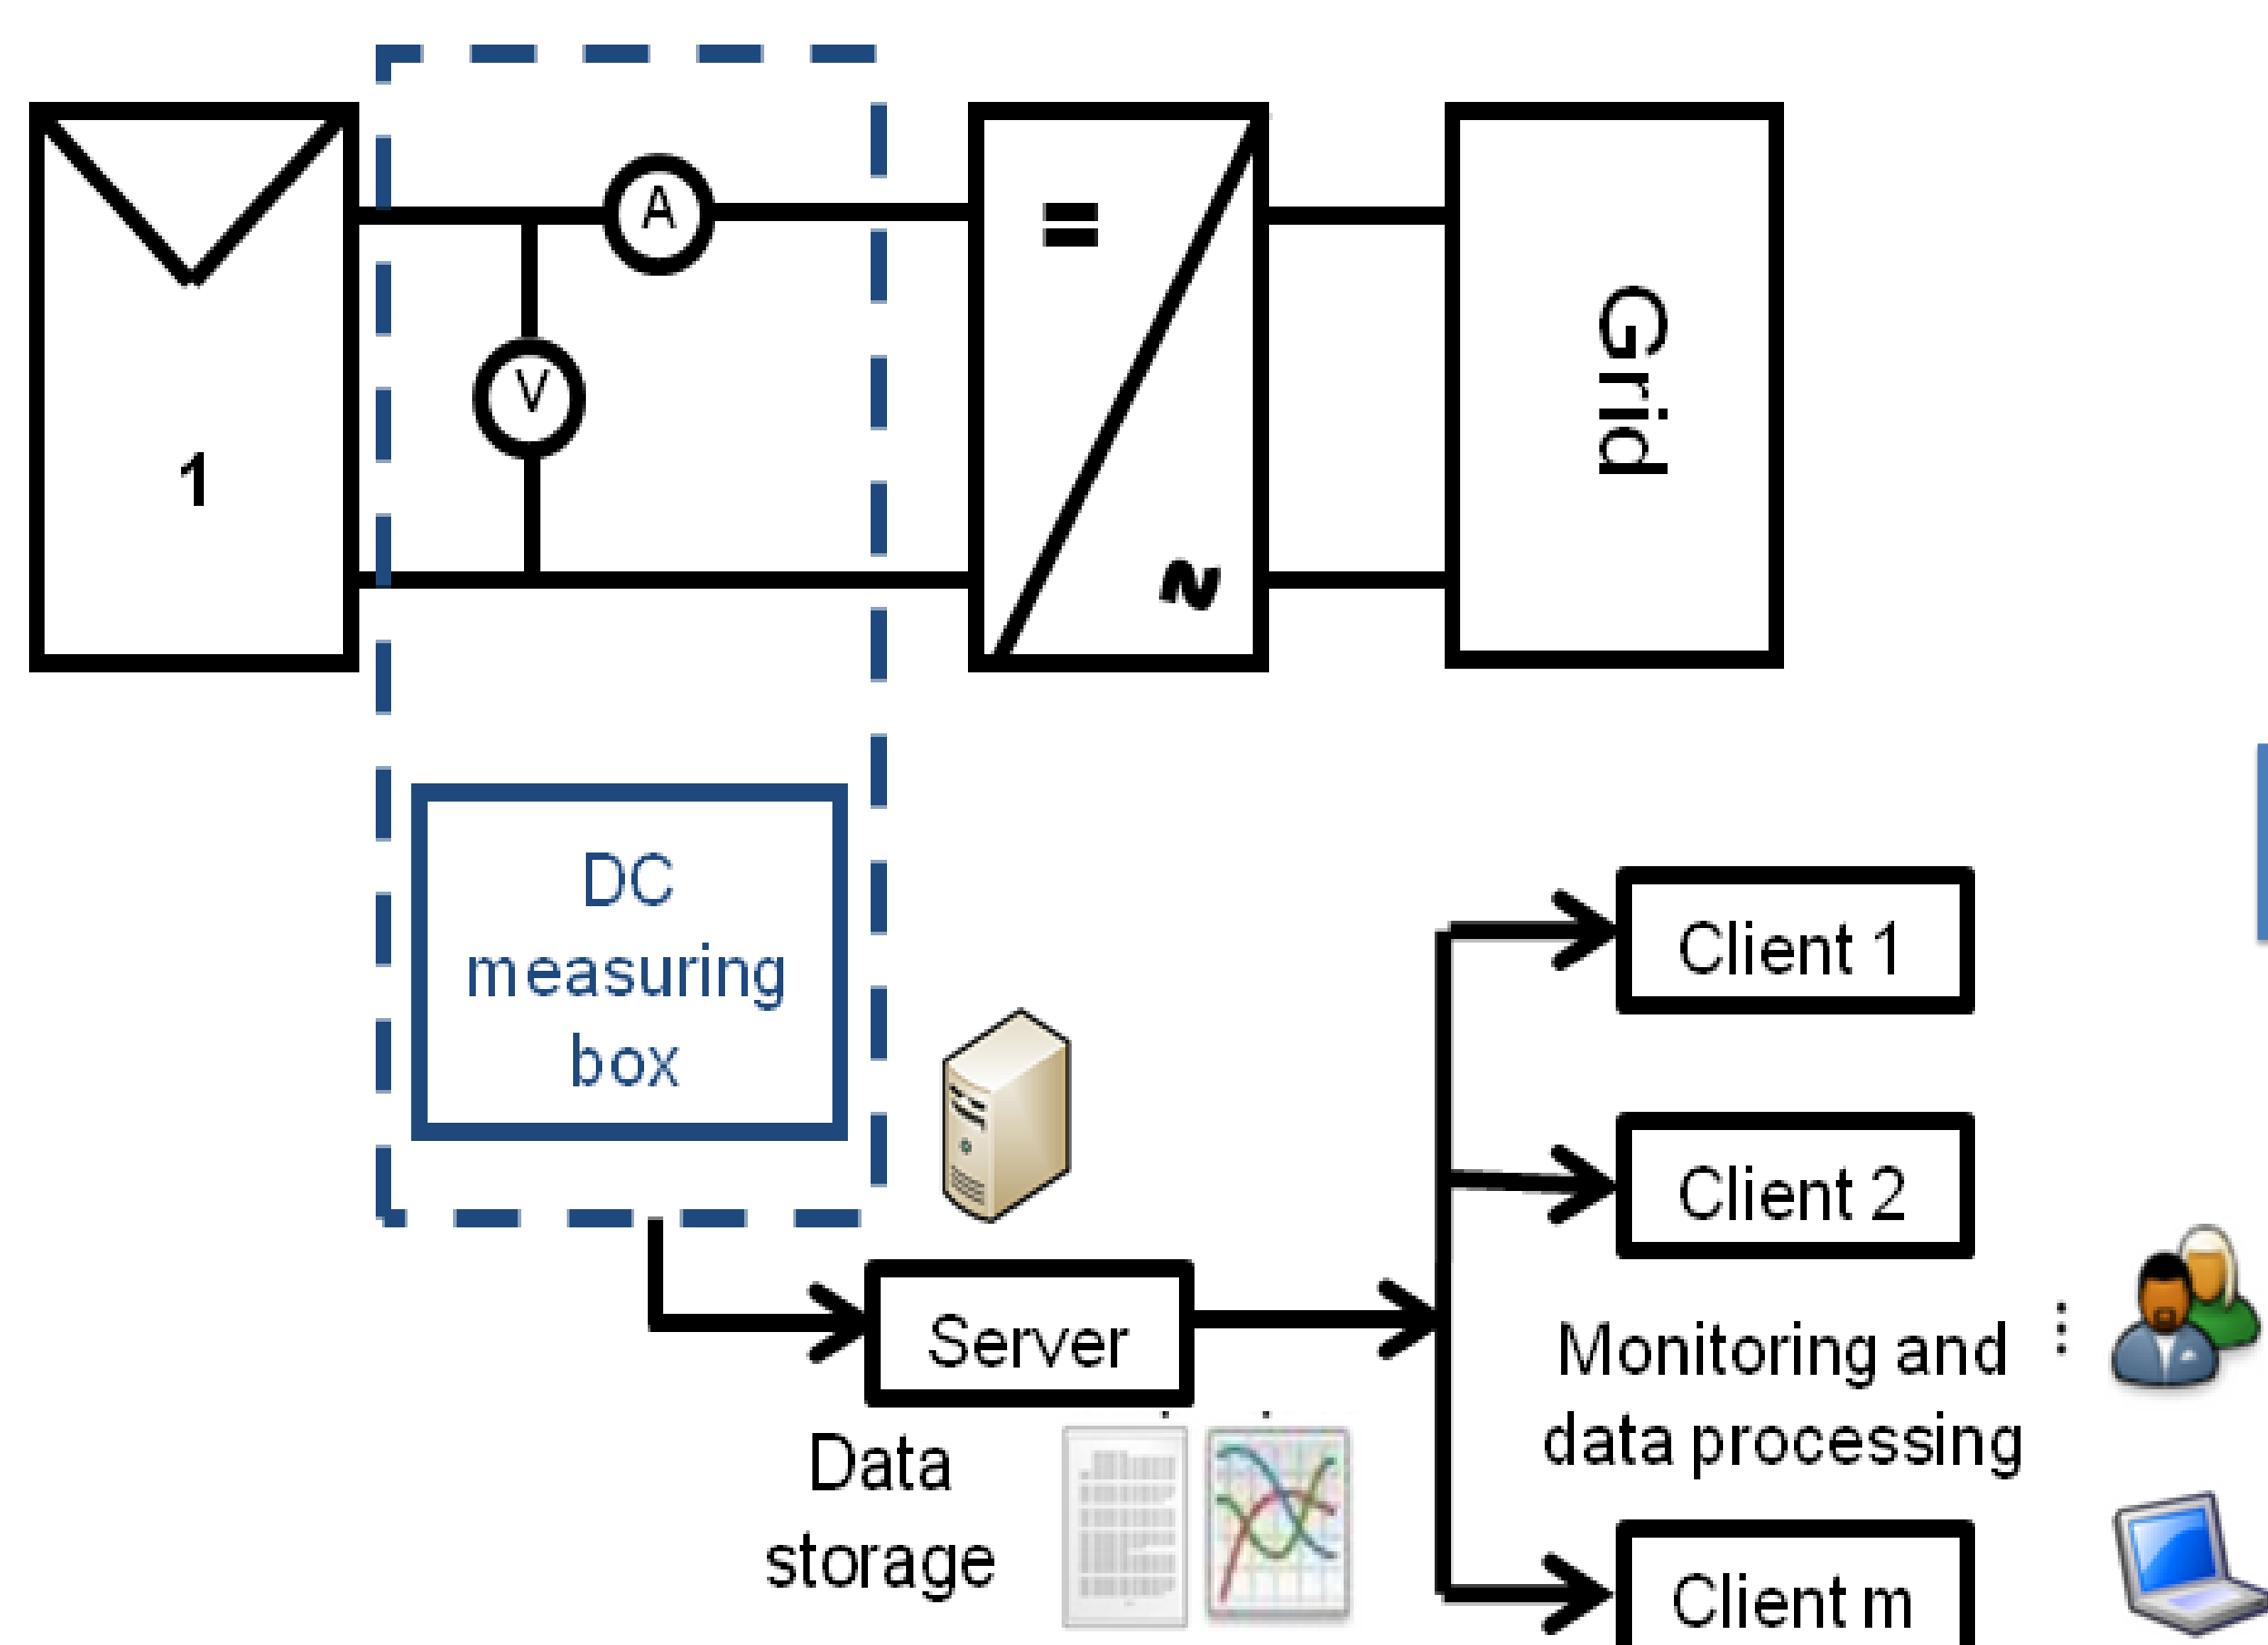 A
=
V
1
~
Grid
DC
measuring
box
Client 1
Client 2
Server
Monitoring and
data processing
⋮
Data
storage
Client m